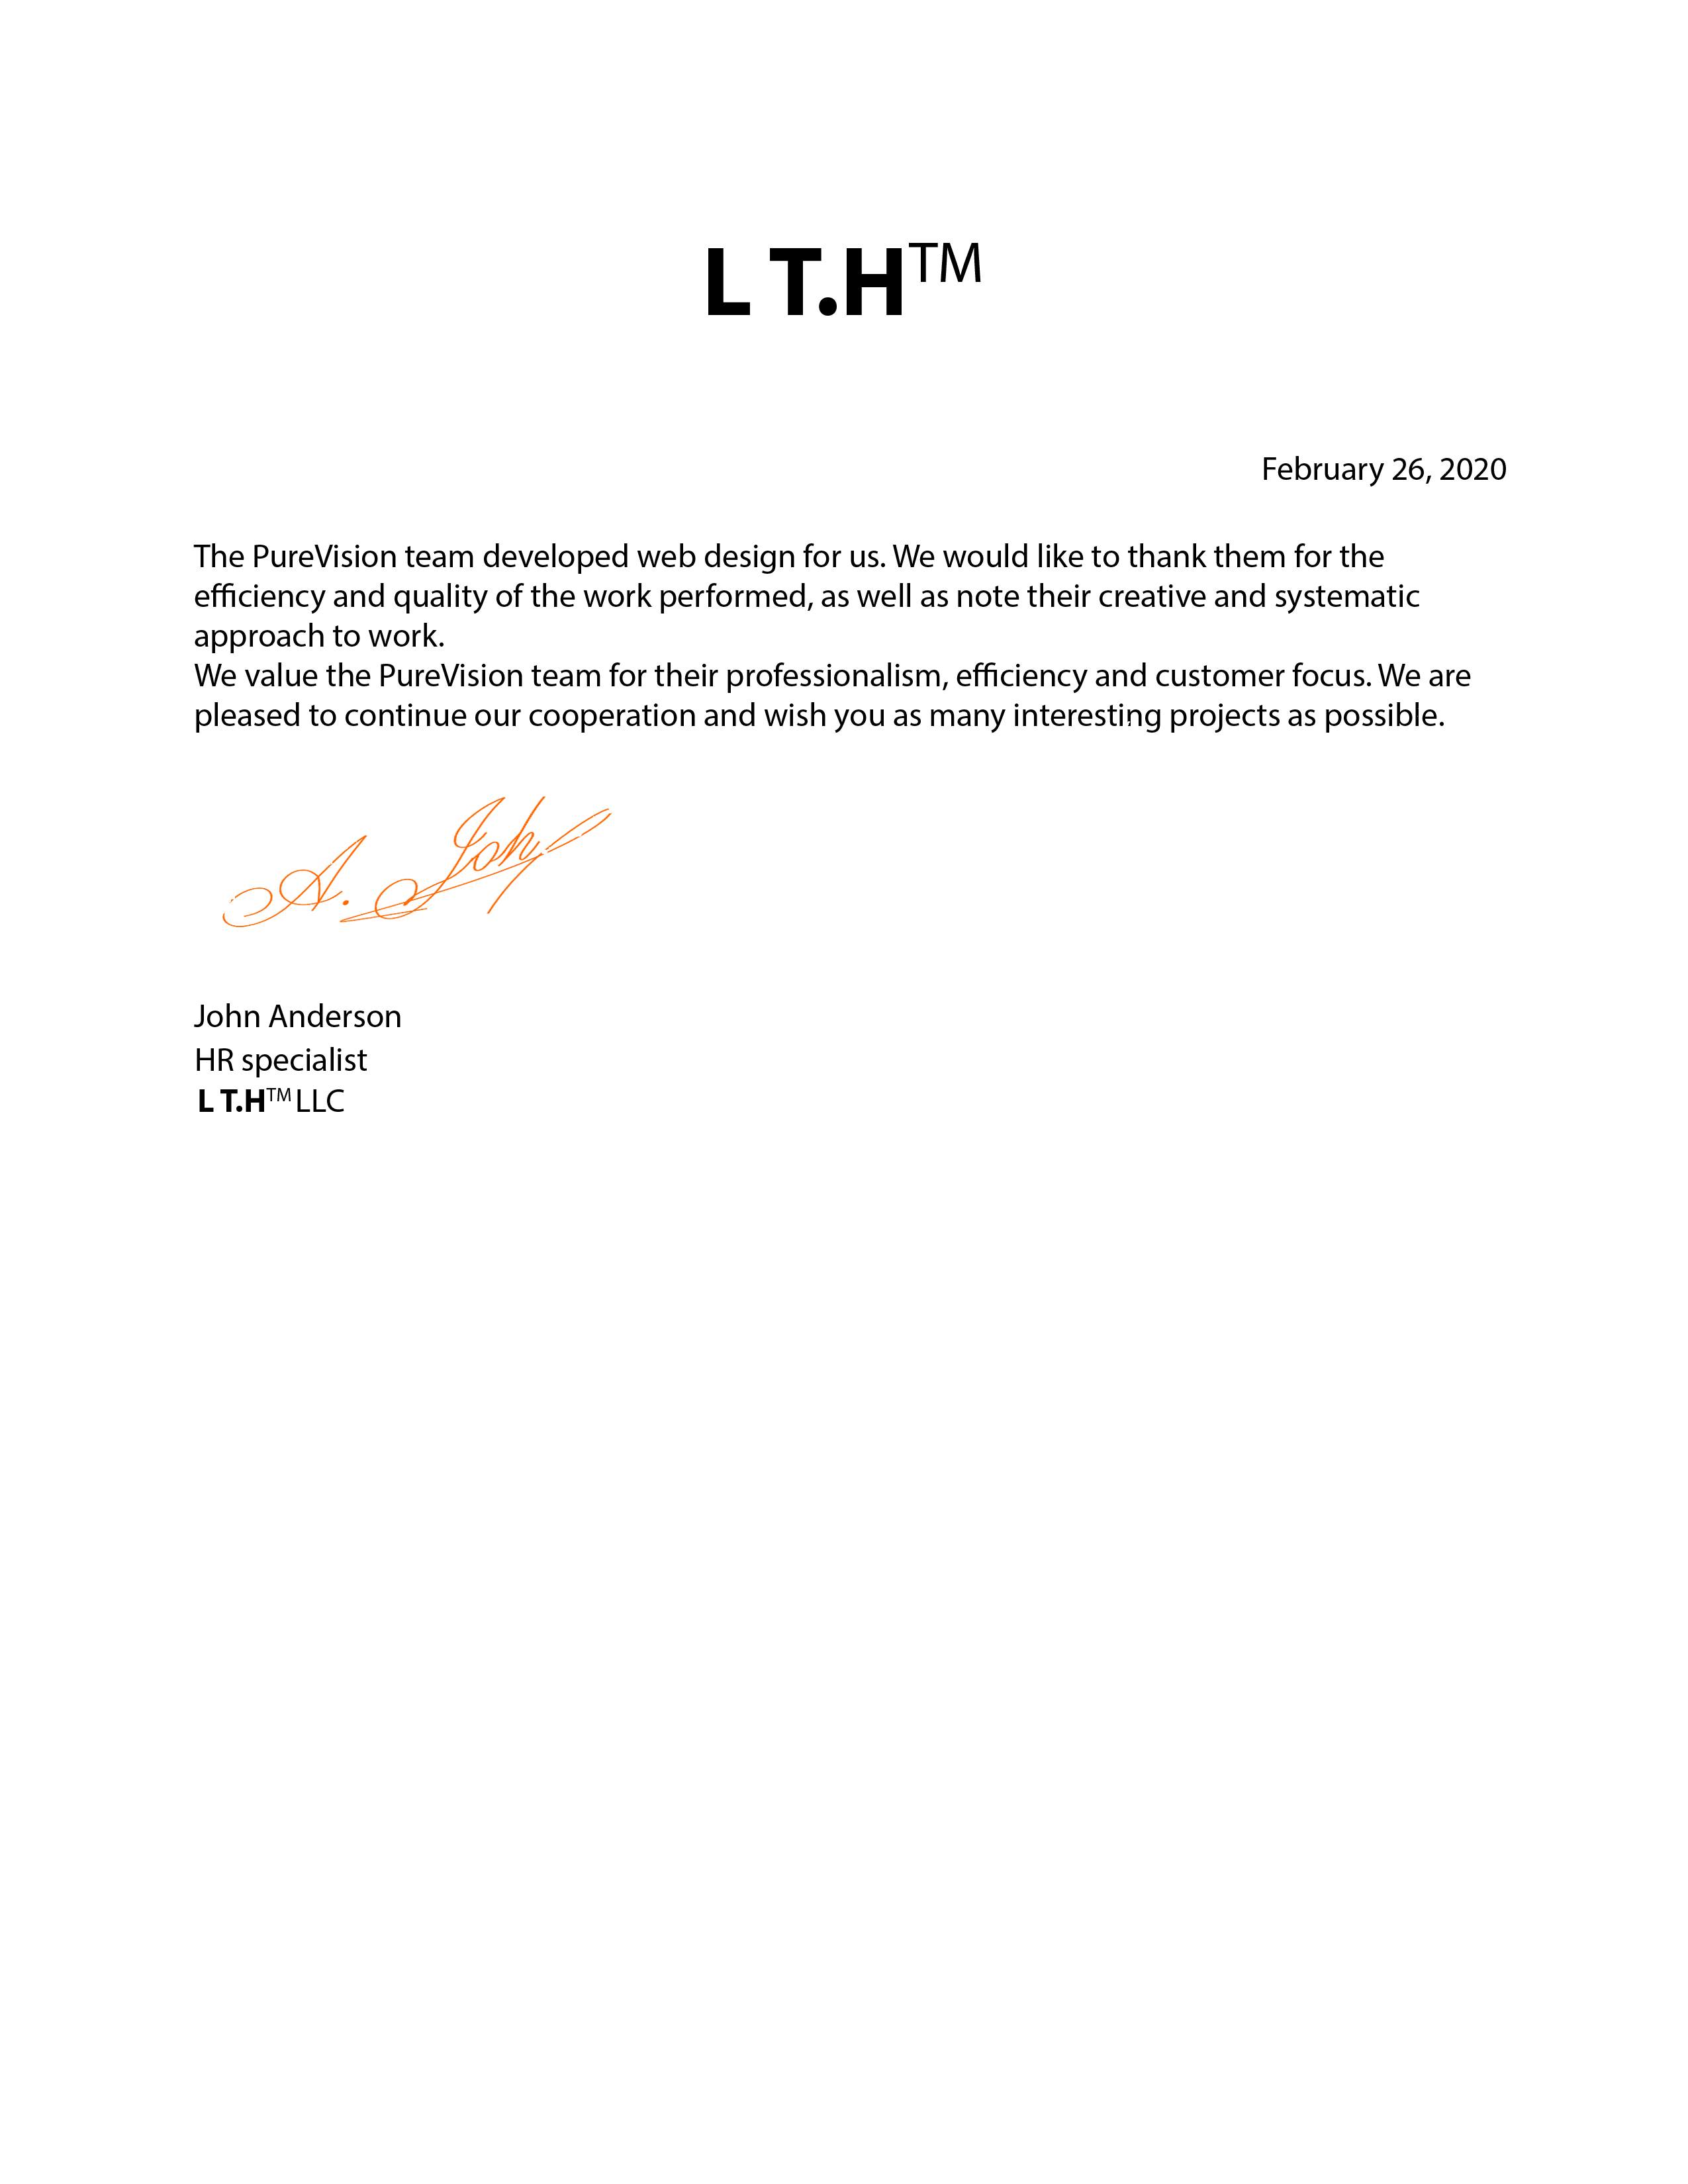 L T.H™
February 26, 2020
The PureVision team developed web design for us. We would like to thank them for the
efficiency and quality of the work performed, as well as note their creative and systematic
approach to work.
We value the PureVision team for their professionalism, efficiency and customer focus. We are
pleased to continue our cooperation and wish you as many interesting projects as possible.
A. Joh
John Anderson
HR specialist
L T.H™ LLC